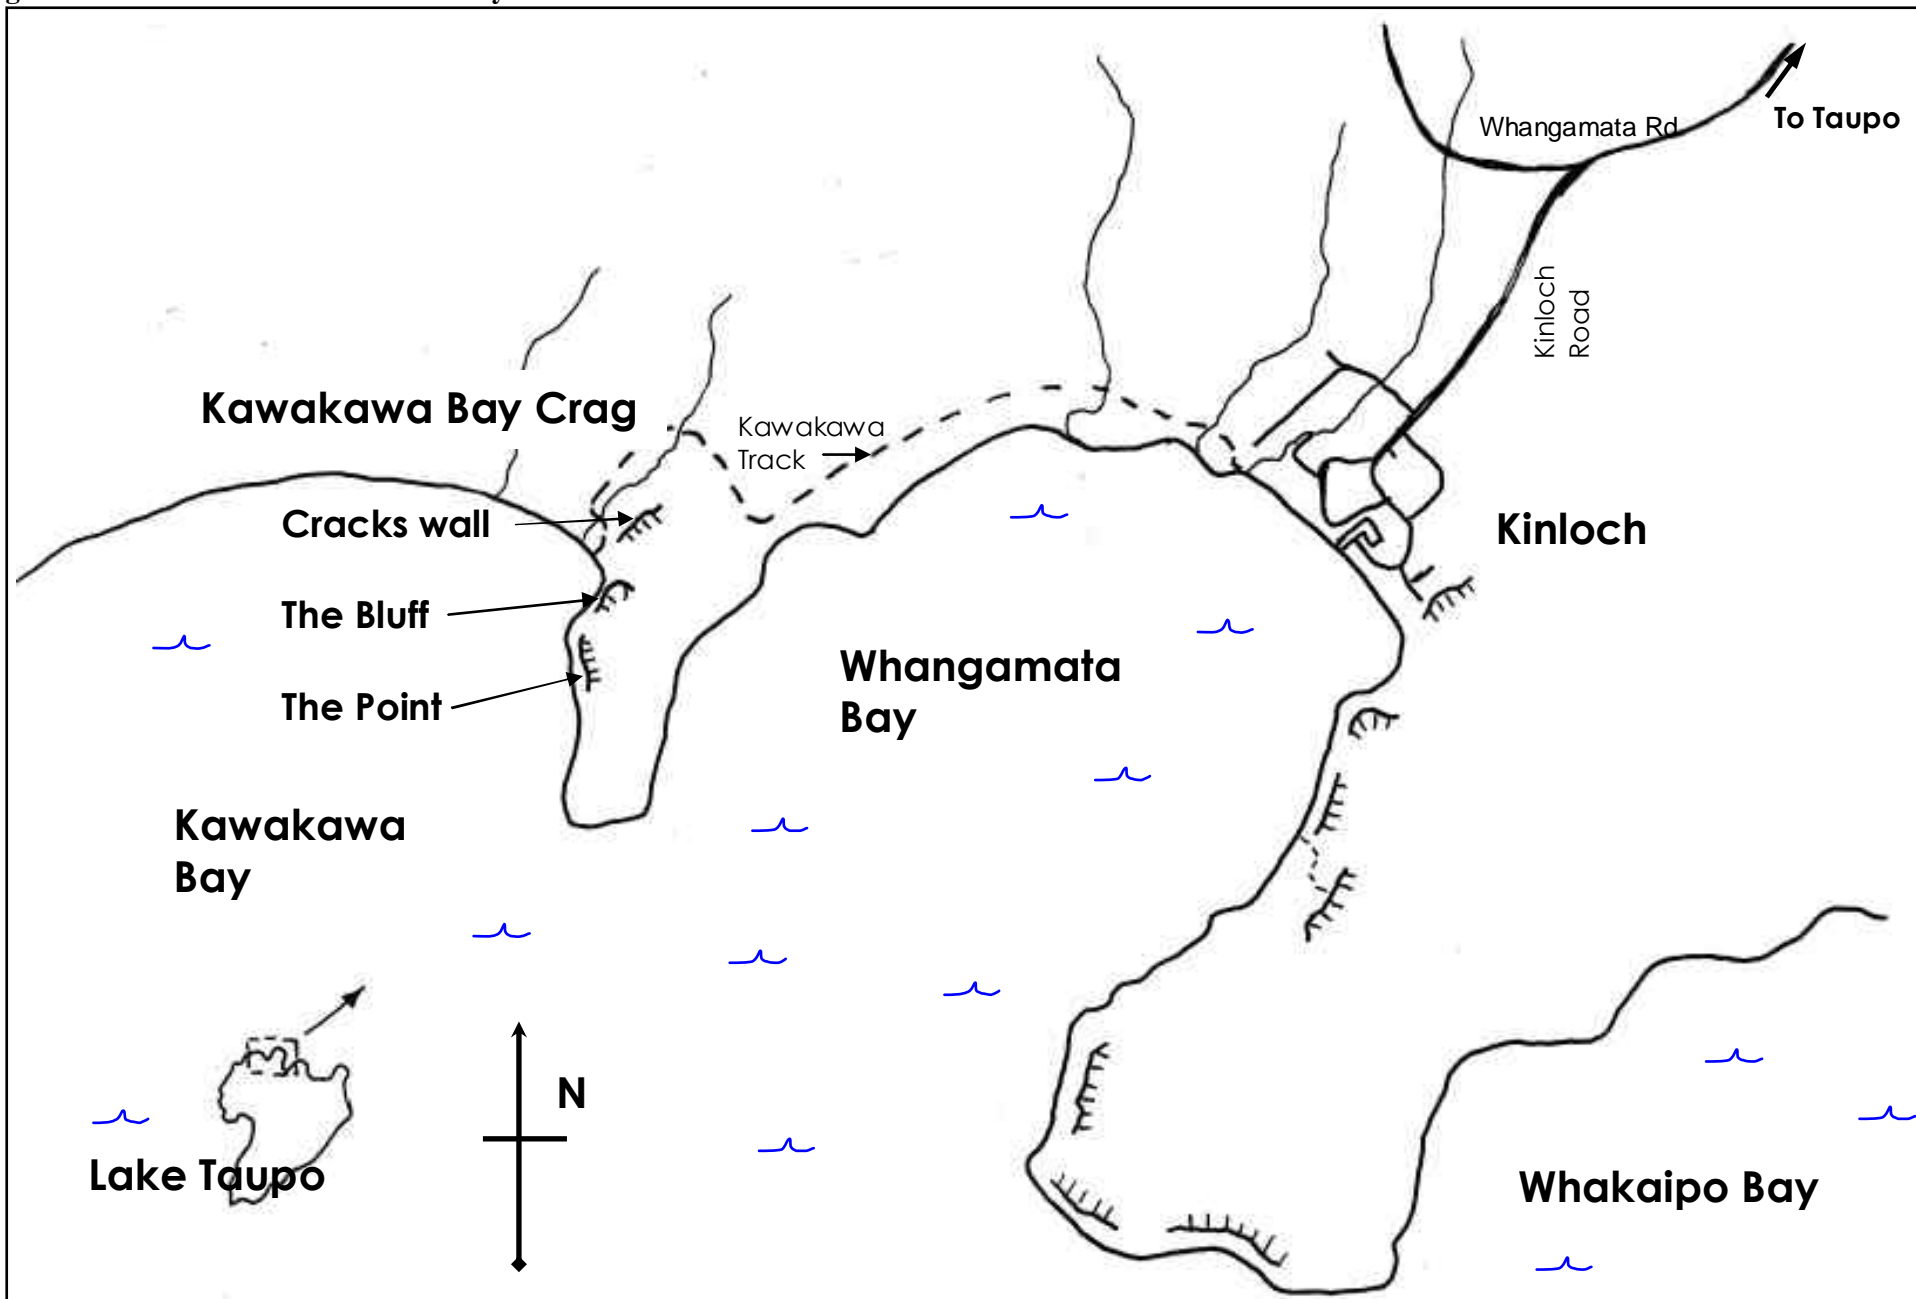 Whangamata Rd
To Taupo
Kinloch
Road
Kawakawa Bay Crag
Kawakawa
Track
Cracks wall
Kinloch
The Bluff
Whangamata
Bay
The Point
Kawakawa
Bay
N
Lake Taupo
Whakaipo Bay